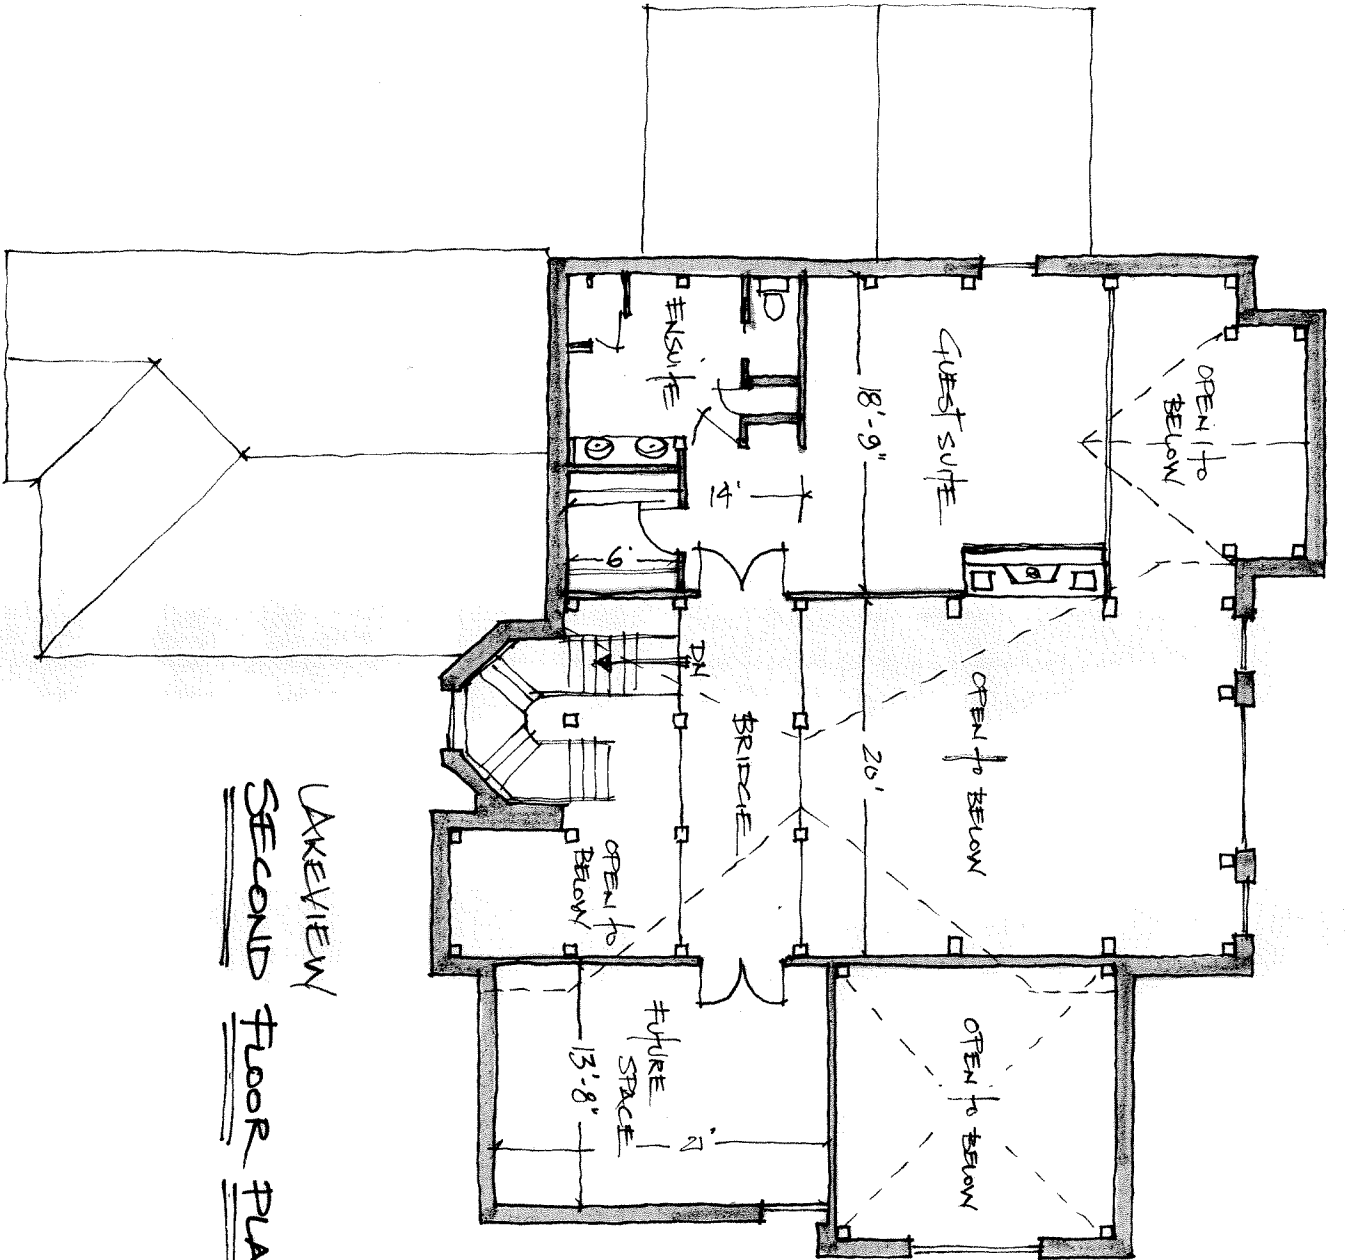 OPEN to
BELOW
GUEST SUITE
OPEN to BELOW
OPEN to BELOW
18'-9"
20'
14'
BRIDGE
ENSUITE
DN
6'
OPEN to
BELOW
FUTURE
SPACE
13'-8"
LAKEVIEW
SECOND FLOOR PLA